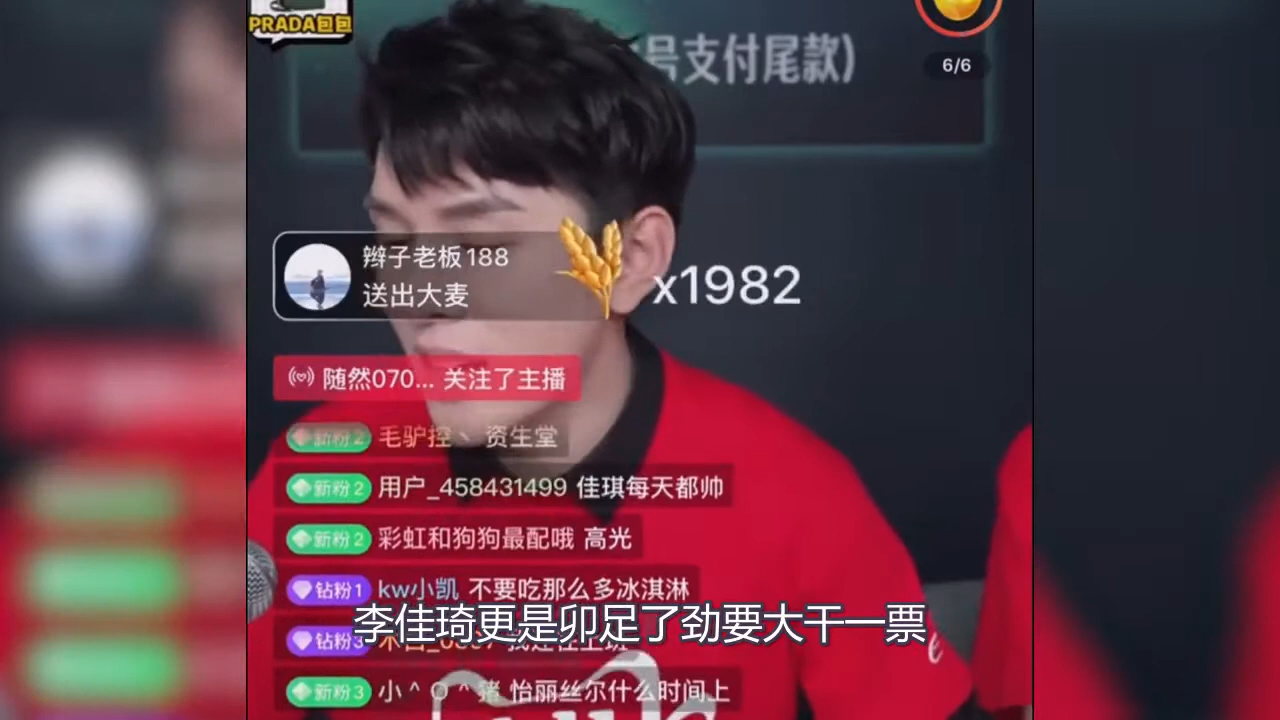 PRADA包包
号支付尾款)
6/6
辫子老板188
送出大麦
x1982
随然070... 关注了主播
新粉2 毛驴控丶 资生堂
新粉2 用户_458431499 佳琪每天都帅
新粉2 彩虹和狗狗最配哦 高光
钻粉1 kw小凯 不要吃那么多冰淇淋
李佳琦更是卯足了劲要大干一票
钻粉3
新粉3 小^O^猪 怡丽丝尔什么时间上